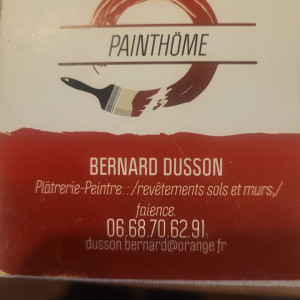 PAINTHÖME
BERNARD DUSSON
Plâtrerie-Peintre. ../revêtements sols et murs,/
faience.
06.68.70.62.91
dusson.bernard@orange.fr